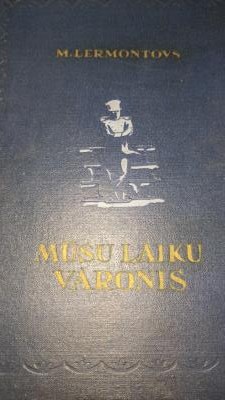 M. LERMONTOVS
MŪSU LAIKU
VARONIS